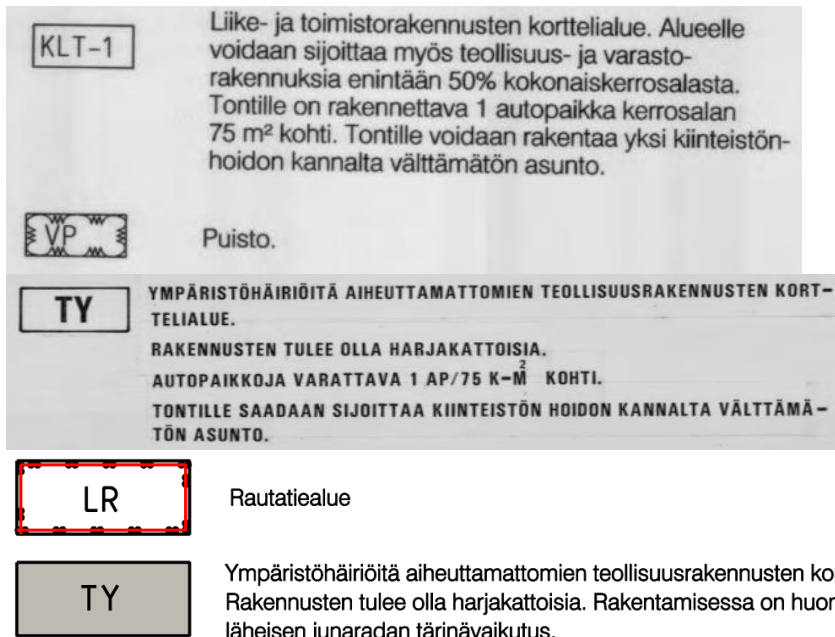 KLT-1
Liike- ja toimistorakennusten korttelialue. Alueelle
voidaan sijoittaa myös teollisuus- ja varasto-
rakennuksia enintään 50% kokonaiskerrosalasta.
Tontille on rakennettava 1 autopaikka kerrosalan
75 m² kohti. Tontille voidaan rakentaa yksi kiinteistön-
hoidon kannalta välttämätön asunto.
VP
Puisto.
TY
YMPÄRISTÖHÄIRIÖITÄ AIHEUTTAMATTOMIEN TEOLLISUUSRAKENNUSTEN KORT-
TELIALUE.
RAKENNUSTEN TULEE OLLA HARJAKATTOISIA.
AUTOPAIKKOJA VARATTAVA 1 AP/75 K-M² KOHTI.
TONTILLE SAADAAN SIJOITTAA KIINTEISTÖN HOIDON KANNALTA VÄLTTÄMÄ-
TÖN ASUNTO.
LR
Rautatiealue
TY
Ympäristöhäiriöitä aiheuttamattomien teollisuusrakennusten kor
Rakennusten tulee olla harjakattoisia. Rakentamisessa on huor
läheisen junaradan tärinävaikutus.